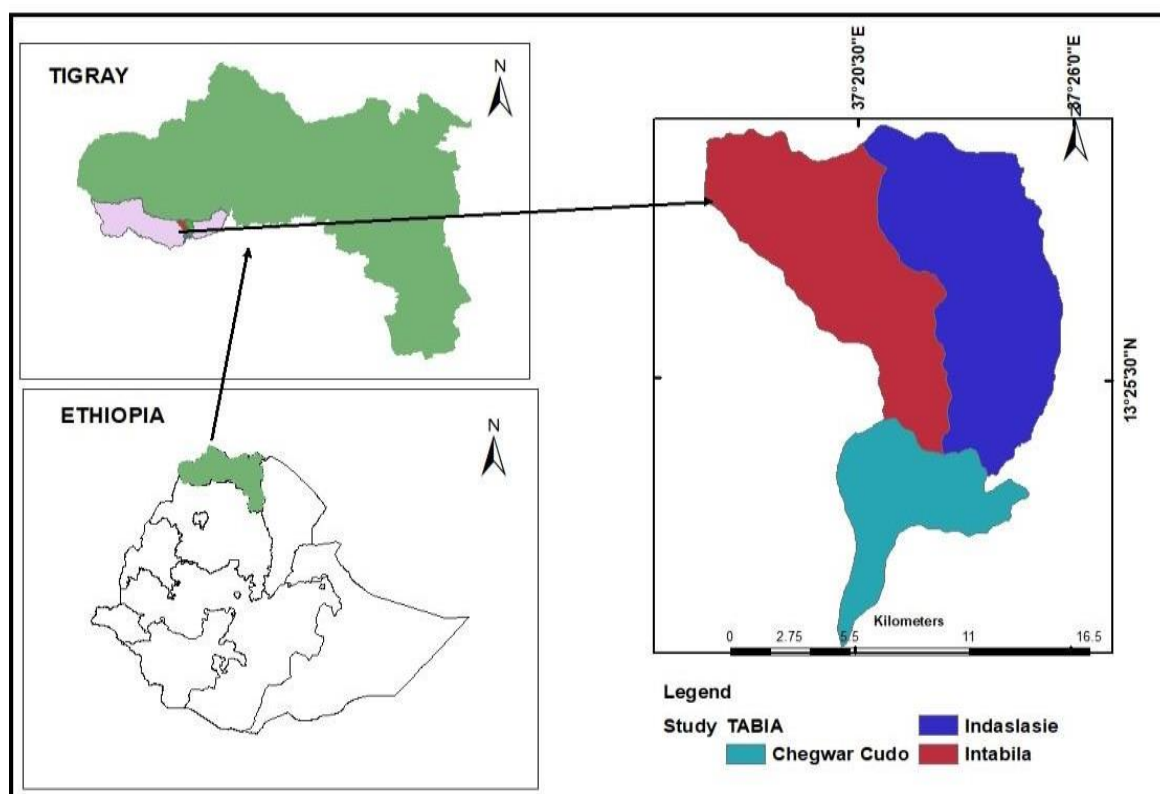 TIGRAY
N
ETHIOPIA
N
37°20'30"E
37°26'0"E
13°25'30"N
Kilometers
0 2.75 5.5 11 16.5
Legend
Study TABIA
Indaslasie
Chegwar Cudo
Intabila